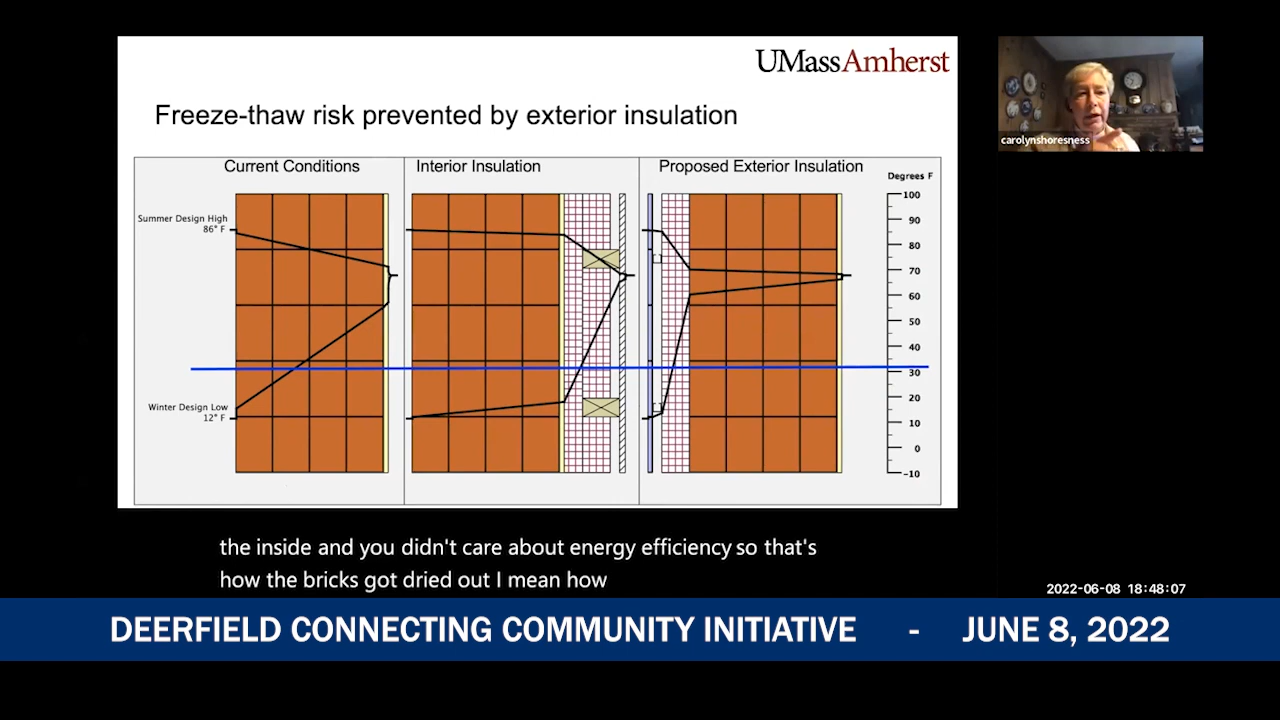 UMassAmherst
carolynshoresness
Freeze-thaw risk prevented by exterior insulation
Current Conditions
Interior Insulation
Proposed Exterior Insulation
Degrees F
100
90
80
70
60
50
40
30
20
10
0
-10
Summer Design High
86° F
Winter Design Low
12° F
the inside and you didn't care about energy efficiency so that's
how the bricks got dried out I mean how
2022-06-08 18:48:07
DEERFIELD CONNECTING COMMUNITY INITIATIVE - JUNE 8, 2022